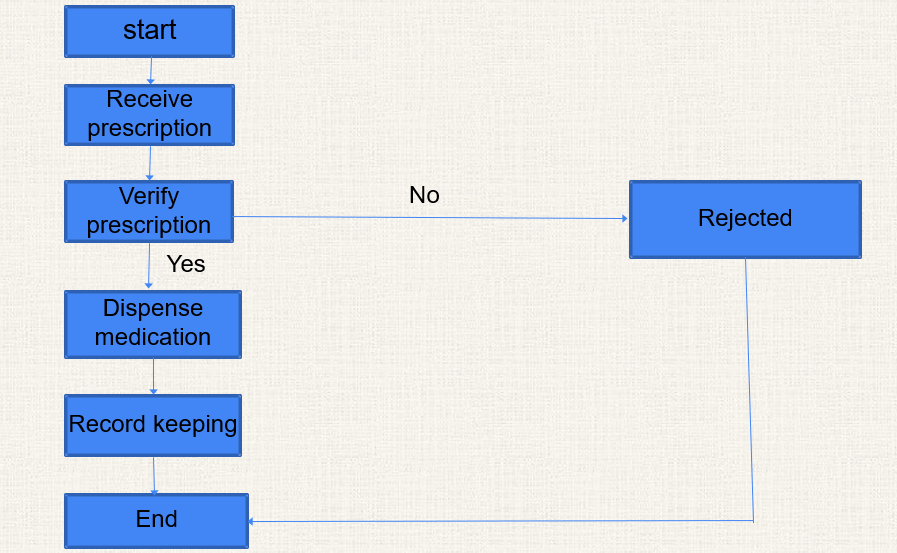 start
Receive
prescription
Verify
prescription
No
Rejected
Yes
Dispense
medication
Record keeping
End